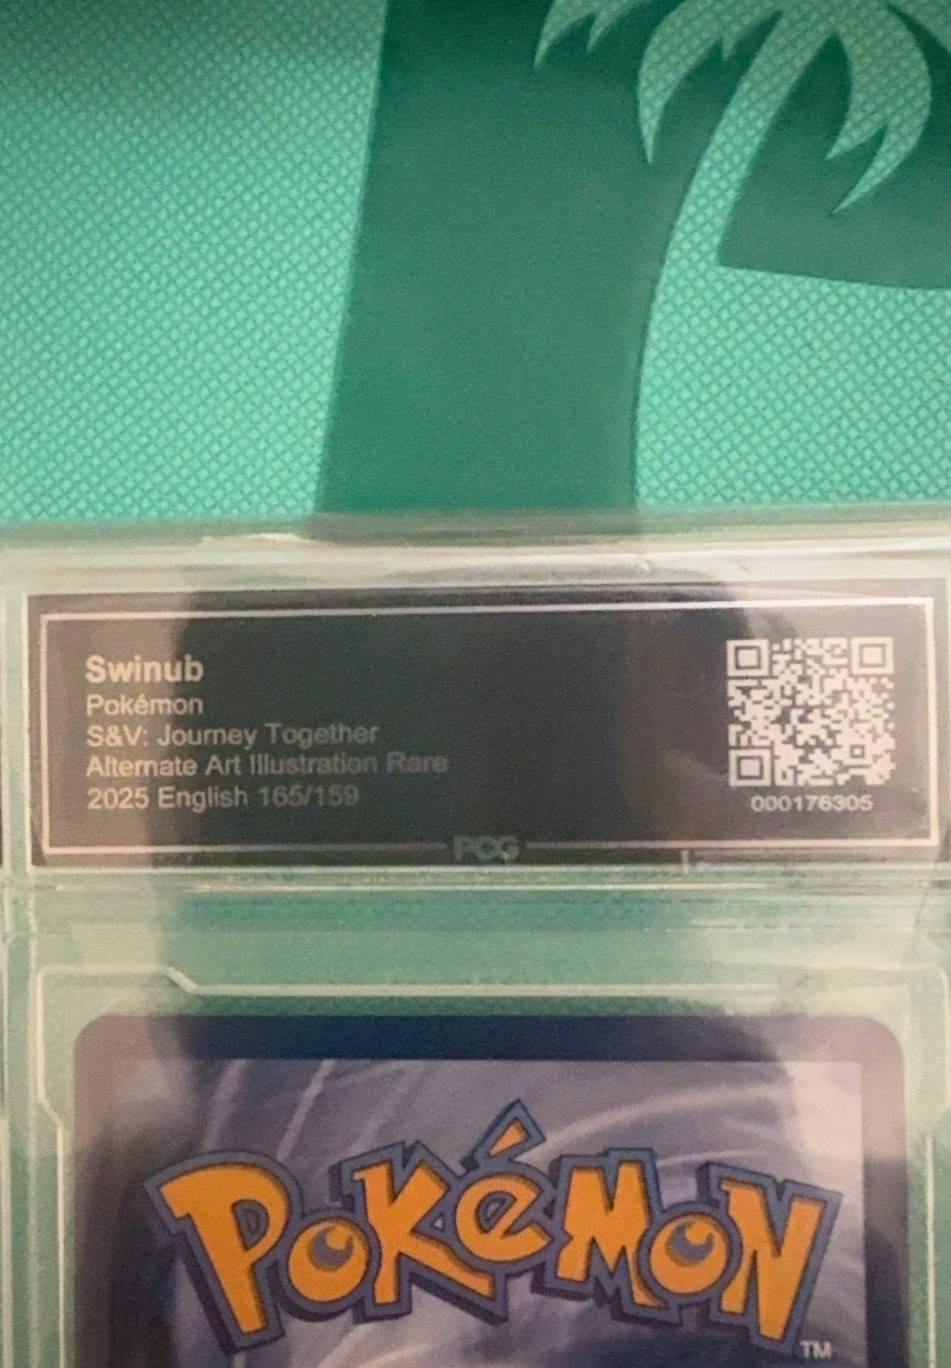 Swinub
Pokémon
S&V: Journey Together
Alternate Art Illustration Rare
2025 English 165/159
000176305
PCG
POKéMON
TM